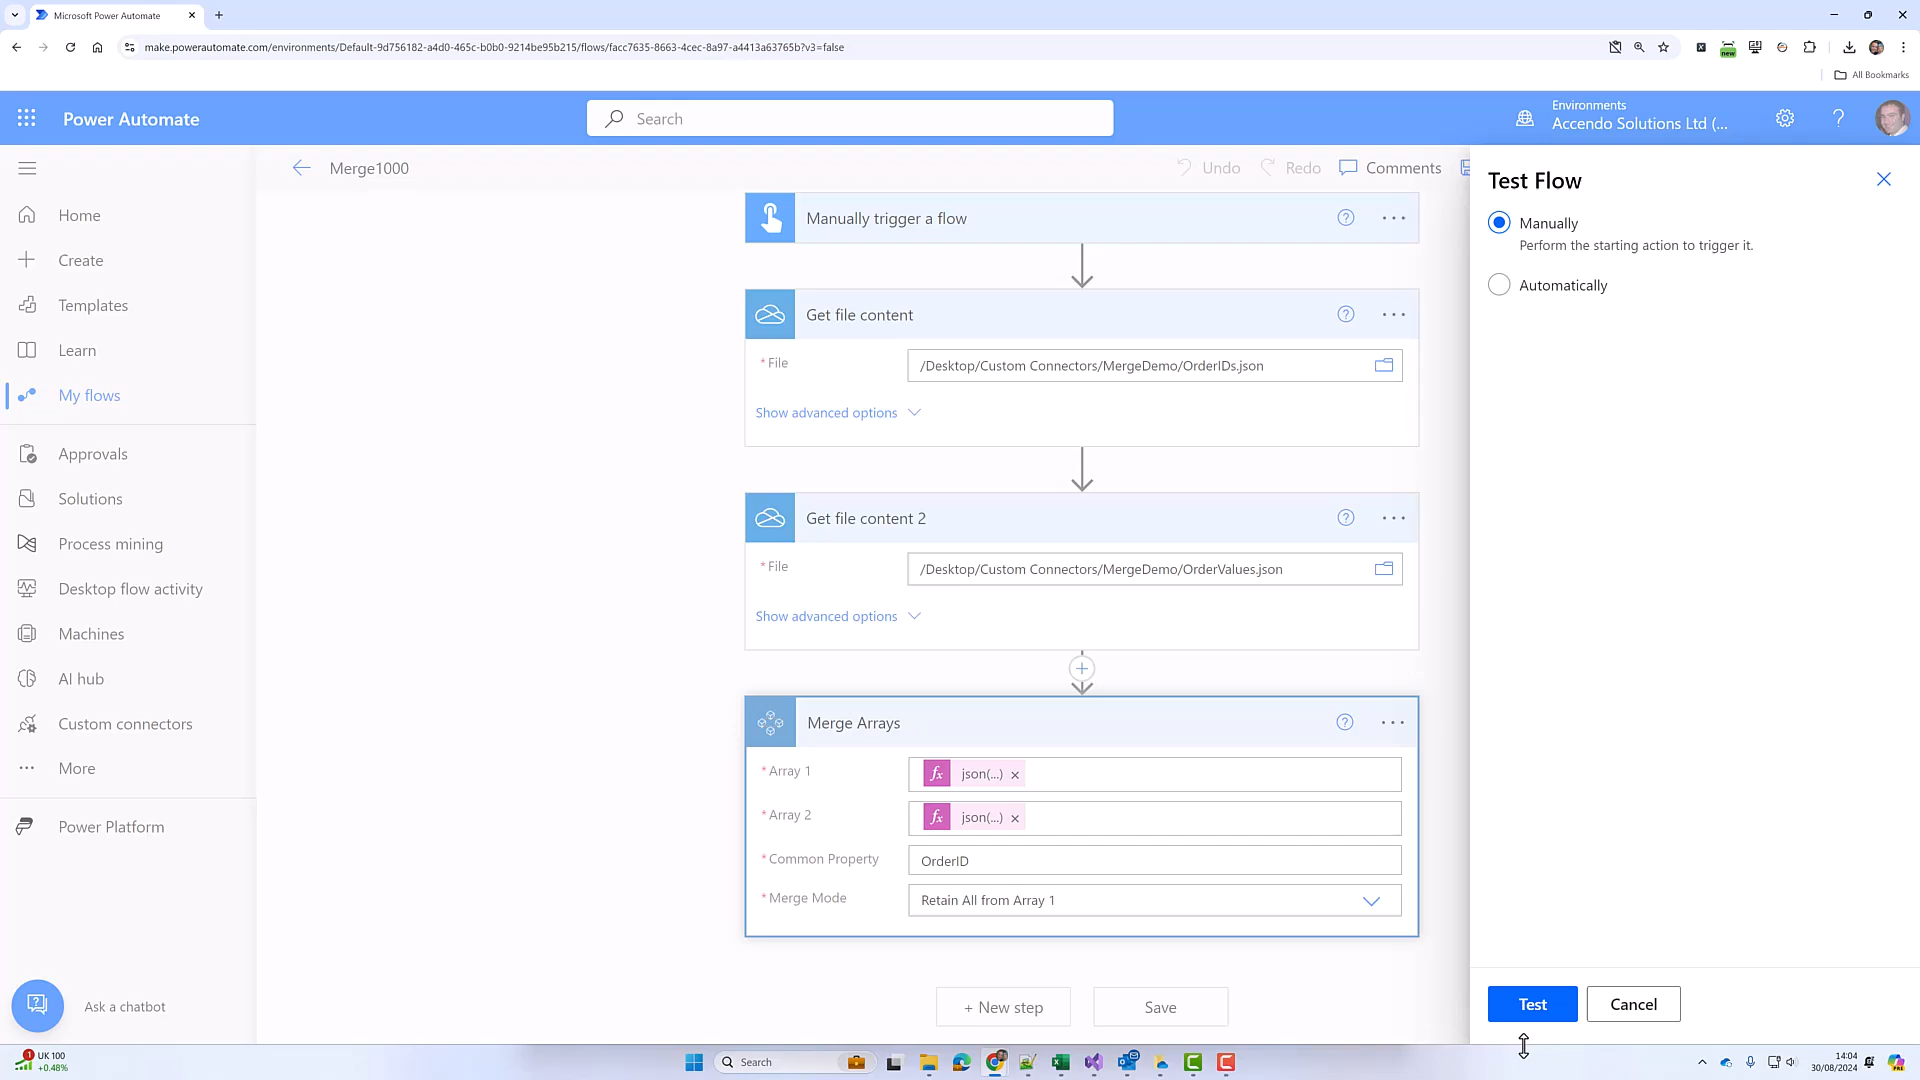 Microsoft Power Automate
make.powerautomate.com/environments/Default-9d756182-a4d0-465c-b0b0-9214be95b215/flows/facc7635-8663-4cec-8a97-a4413a63765b?v3=false
new
All Bookmarks
Power Automate
Search
Environments
Accendo Solutions Ltd (...
Merge1000
Undo
Redo
Comments
Home
Create
Templates
Learn
My flows
Approvals
Solutions
Process mining
Desktop flow activity
Machines
AI hub
Custom connectors
More
Power Platform
Ask a chatbot
Manually trigger a flow
Get file content
* File
/Desktop/Custom Connectors/MergeDemo/OrderIDs.json
Show advanced options
Get file content 2
* File
/Desktop/Custom Connectors/MergeDemo/OrderValues.json
Show advanced options
Merge Arrays
* Array 1
fx json(...) ×
* Array 2
fx json(...) ×
* Common Property
OrderID
* Merge Mode
Retain All from Array 1
+ New step
Save
Test Flow
Manually
Perform the starting action to trigger it.
Automatically
Test
Cancel
1
UK 100
+0.48%
Search
14:04
30/08/2024
PRE